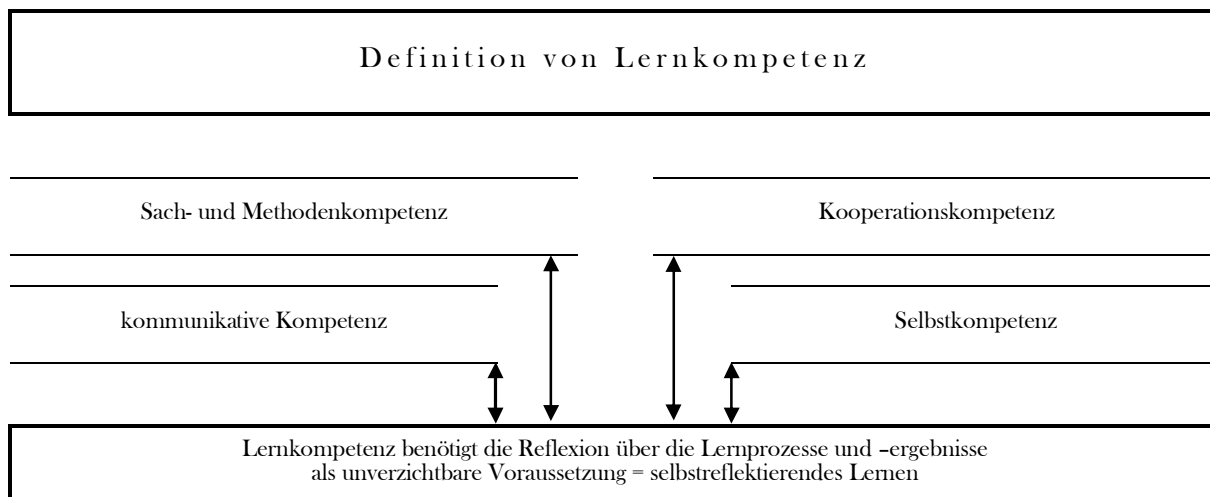 Definition von Lernkompetenz
Sach- und Methodenkompetenz
Kooperationskompetenz
kommunikative Kompetenz
Selbstkompetenz
Lernkompetenz benötigt die Reflexion über die Lernprozesse und –ergebnisse
als unverzichtbare Voraussetzung = selbstreflektierendes Lernen